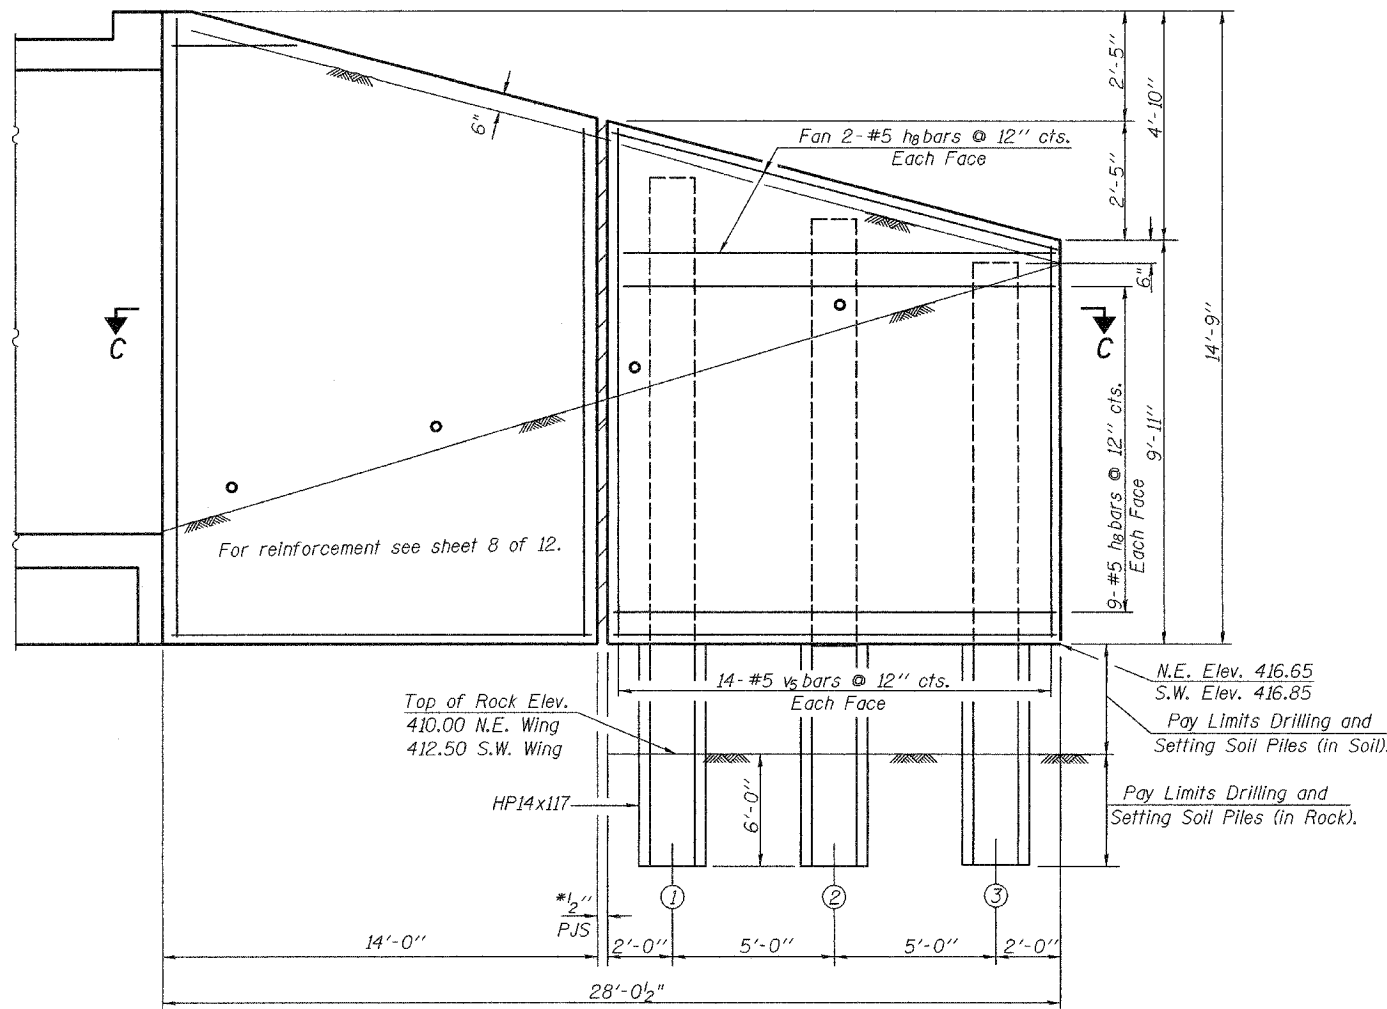 2'-5"
4'-10"
6"
Fan 2-#5 h8 bars @ 12" cts.
Each Face
2'-5"
6"
14'-9"
C
C
9-#5 h8 bars @ 12" cts.
Each Face
9'-11"
For reinforcement see sheet 8 of 12.
N.E. Elev. 416.65
S.W. Elev. 416.85
14-#5 v5 bars @ 12" cts.
Each Face
Top of Rock Elev.
410.00 N.E. Wing
412.50 S.W. Wing
Pay Limits Drilling and
Setting Soil Piles (in Soil).
HP14x117
6'-0"
Pay Limits Drilling and
Setting Soil Piles (in Rock).
1
2
3
*1/2"
PJS
14'-0"
2'-0"
5'-0"
5'-0"
2'-0"
28'-0 1/2"